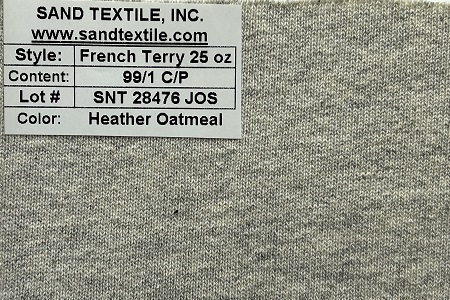 SAND TEXTILE, INC.
www.sandtextile.com
Style: French Terry 25 oz
Content: 99/1 C/P
Lot # SNT 28476 JOS
Color: Heather Oatmeal